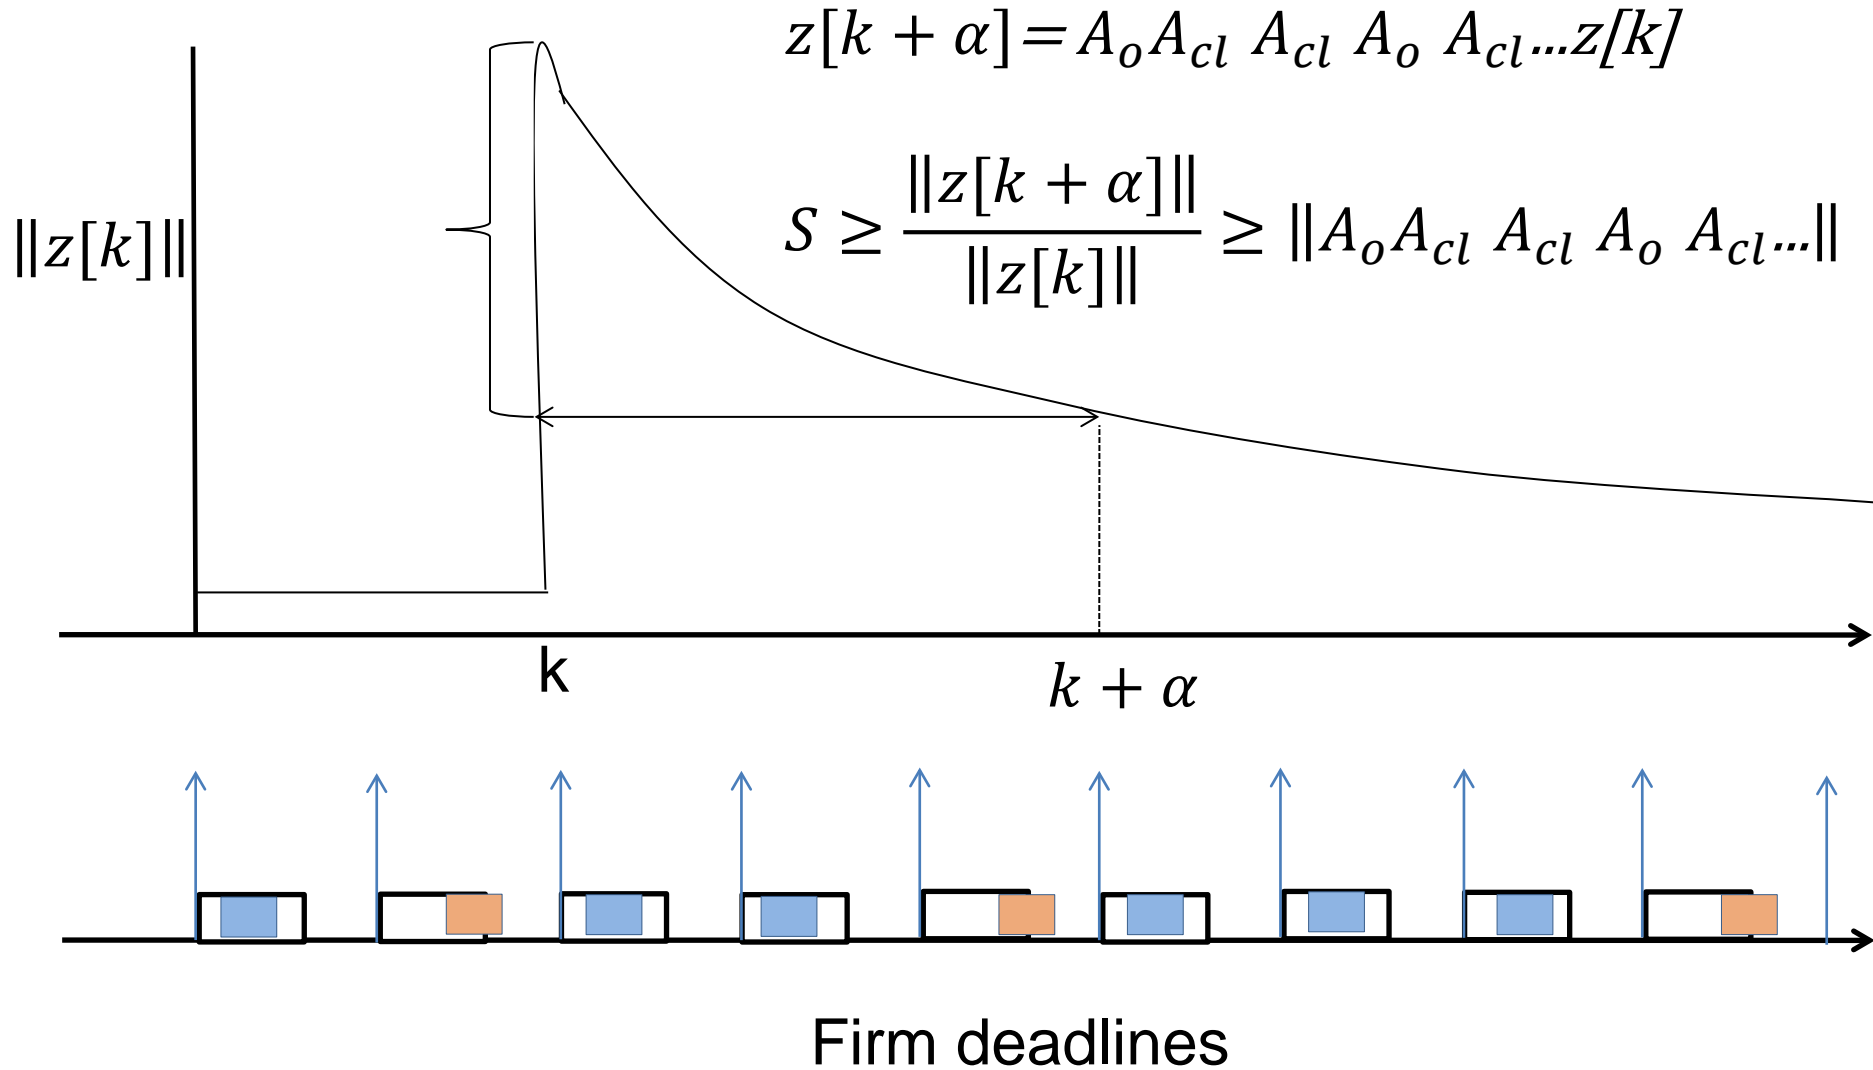 z[k + α] = A_o A_cl A_cl A_o A_cl...z[k]
S ≥ ‖z[k + α]‖ / ‖z[k]‖ ≥ ‖A_o A_cl A_cl A_o A_cl...‖
‖z[k]‖
k
k + α
Firm deadlines